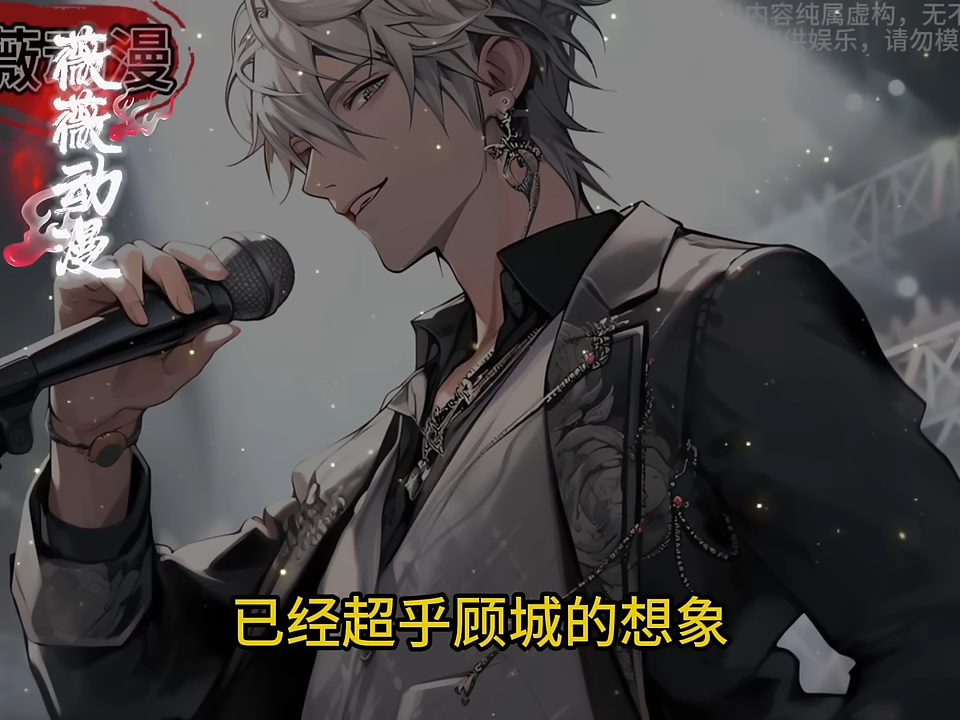 薇薇动漫
薇动漫
内容纯属虚构，无不
供娱乐，请勿模
已经超乎顾城的想象